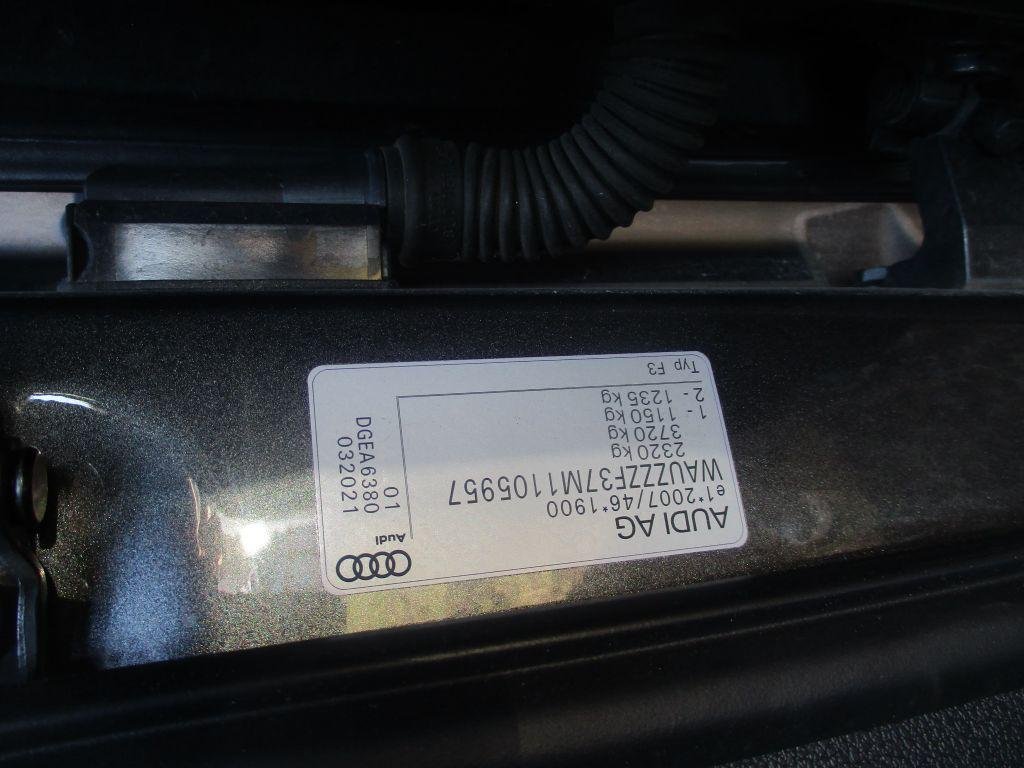 AUDI AG
e1*2007/46*1900
WAUZZZF37M1105957
2320 kg
3720 kg
1 - 1150 kg
2 - 1235 kg
Typ F3
Audi
01
032021
DGEA6380